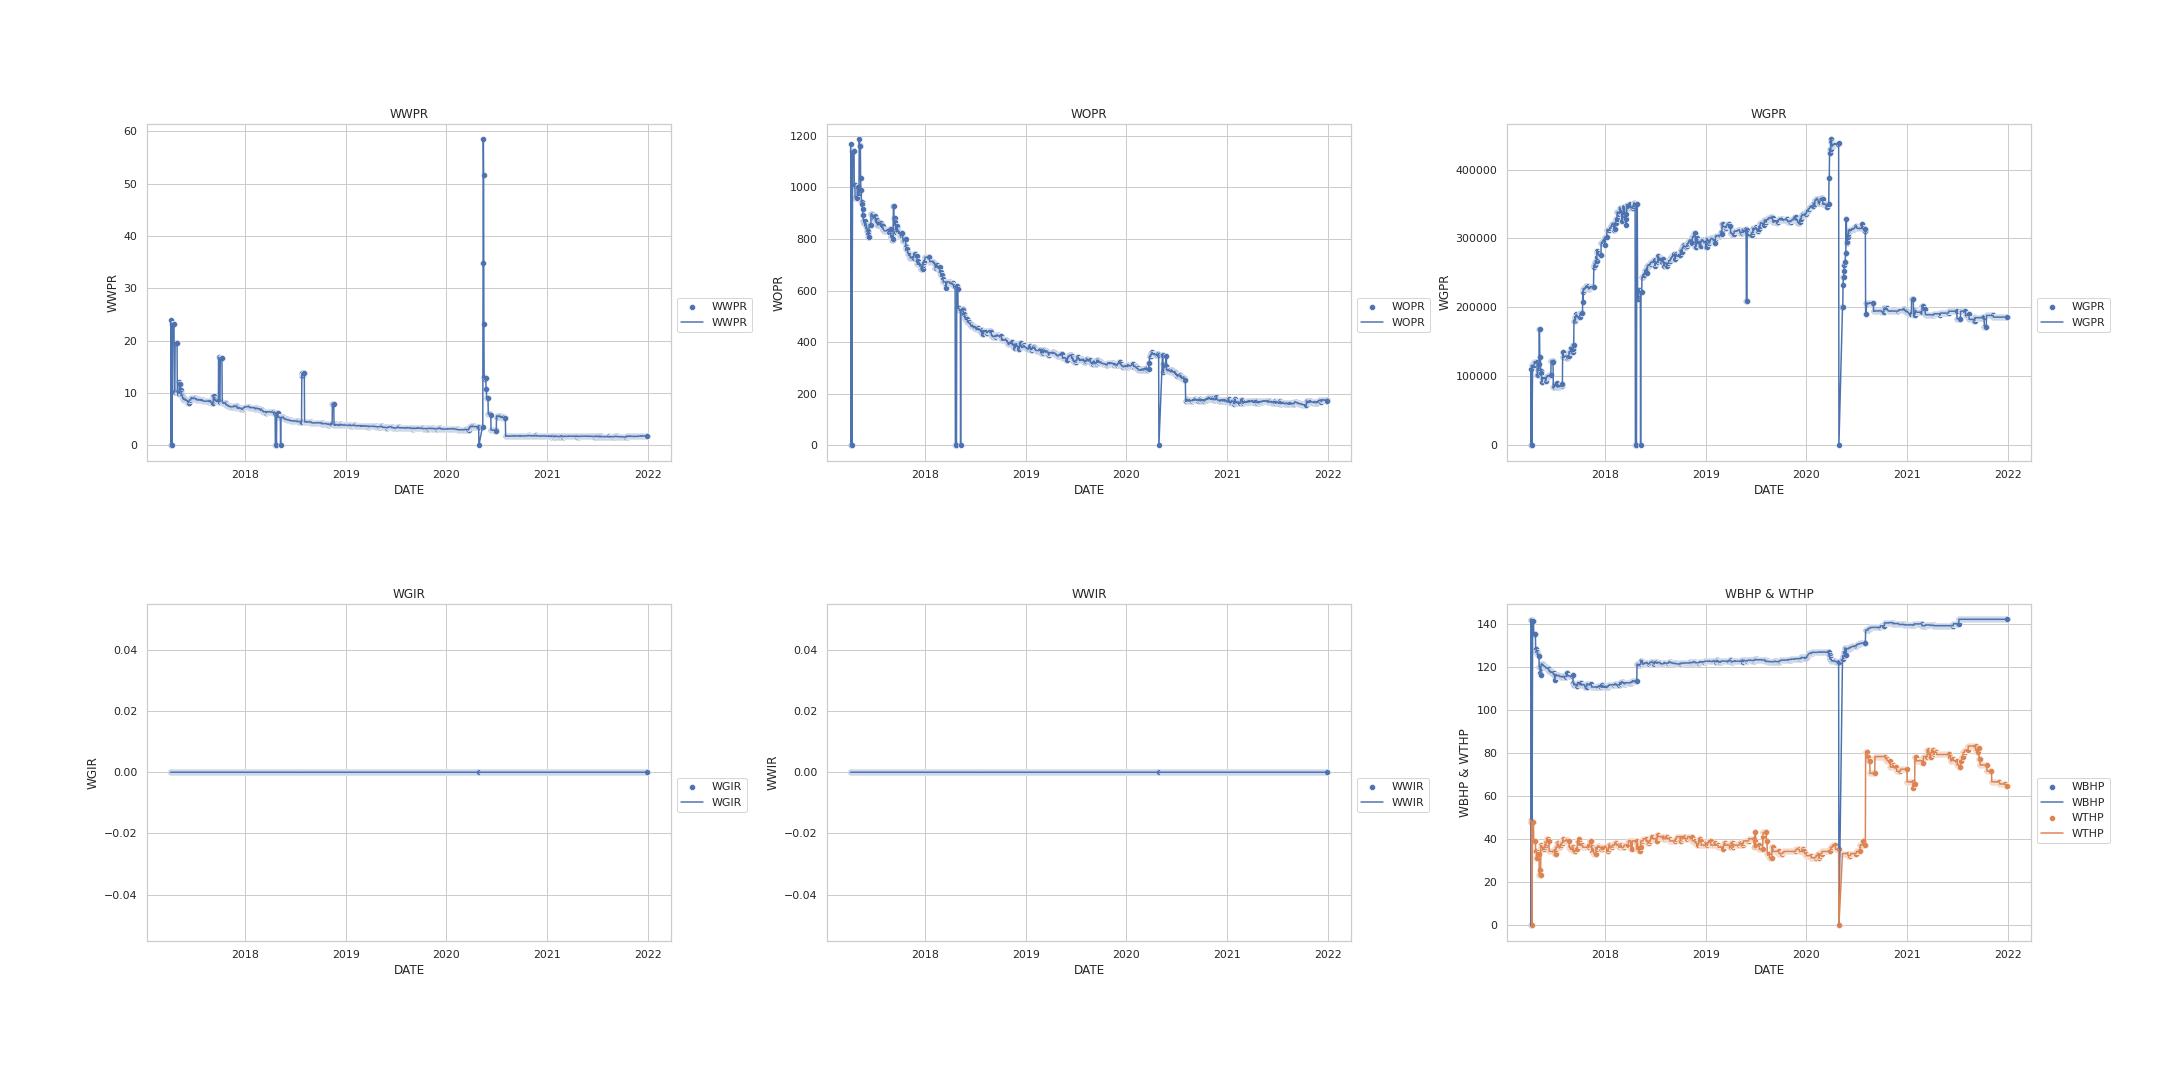 WWPR
60
50
40
30
20
10
0
WWPR
2018 2019 2020 2021 2022
DATE
WWPR
WWPR
WOPR
1200
1000
800
600
400
200
0
WOPR
2018 2019 2020 2021 2022
DATE
WOPR
WOPR
WGPR
400000
300000
200000
100000
0
WGPR
2018 2019 2020 2021 2022
DATE
WGPR
WGPR
WGIR
0.04
0.02
0.00
−0.02
−0.04
WGIR
2018 2019 2020 2021 2022
DATE
WGIR
WGIR
WWIR
0.04
0.02
0.00
−0.02
−0.04
WWIR
2018 2019 2020 2021 2022
DATE
WWIR
WWIR
WBHP & WTHP
140
120
100
80
60
40
20
0
WBHP & WTHP
2018 2019 2020 2021 2022
DATE
WBHP
WBHP
WTHP
WTHP